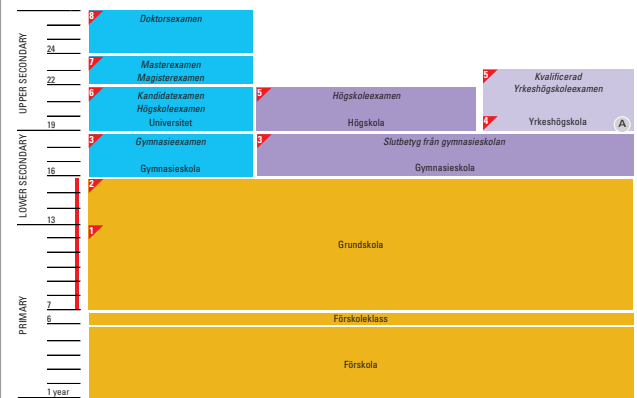 UPPER SECONDARY
LOWER SECONDARY
PRIMARY
24
22
19
16
13
7
6
1 year
8
Doktorsexamen
7
Masterexamen
Magisterexamen
6
Kandidatexamen
Högskoleexamen
Universitet
5
Högskoleexamen
Högskola
5
Kvalificerad
Yrkeshögskoleexamen
4
Yrkeshögskola
A
3
Gymnasieexamen
Gymnasieskola
3
Slutbetyg från gymnasieskolan
Gymnasieskola
2
1
Grundskola
Förskoleklass
Förskola